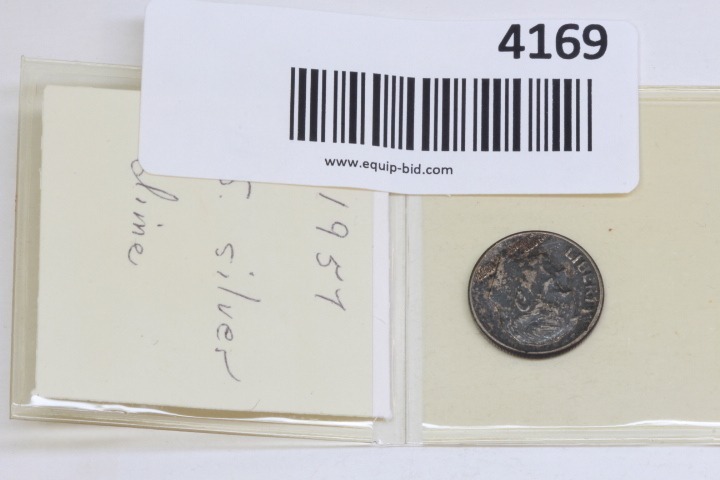 4169
www.equip-bid.com
1957
S. silver
dime
LIBERTY